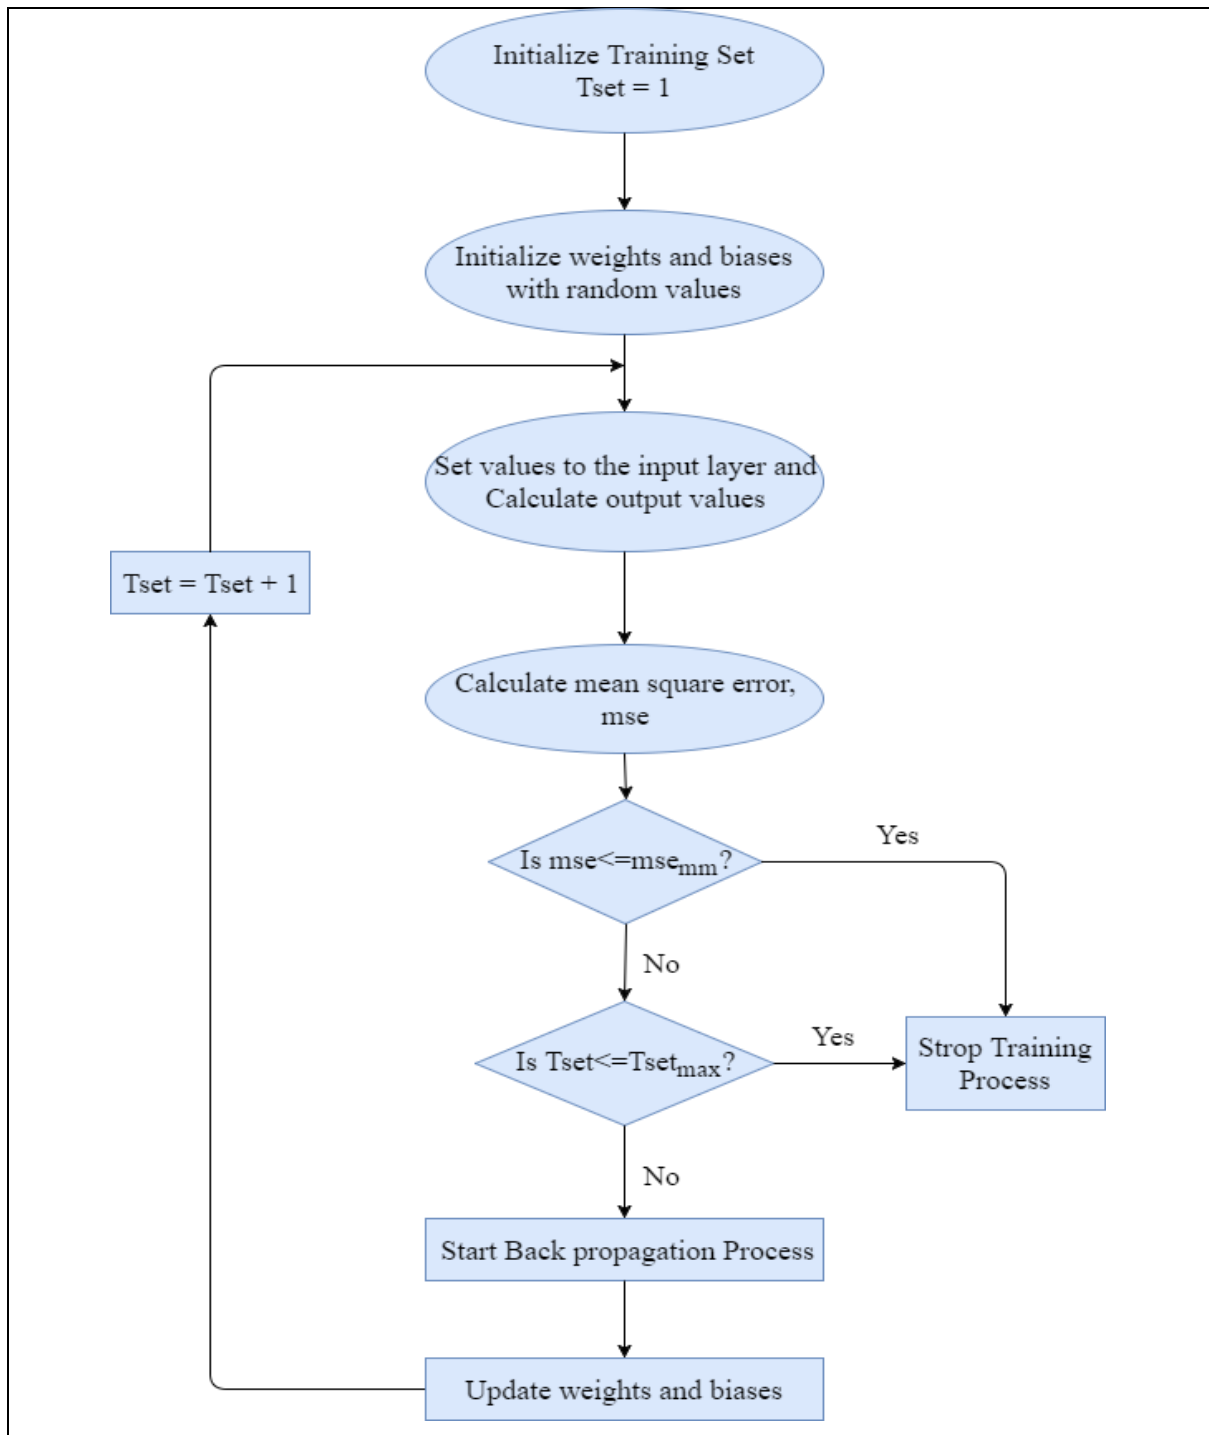 Initialize Training Set
Tset = 1
Initialize weights and biases
with random values
Set values to the input layer and
Calculate output values
Tset = Tset + 1
Calculate mean square error,
mse
Is mse<=mse_mm?
Yes
No
Is Tset<=Tset_max?
Yes
Strop Training
Process
No
Start Back propagation Process
Update weights and biases